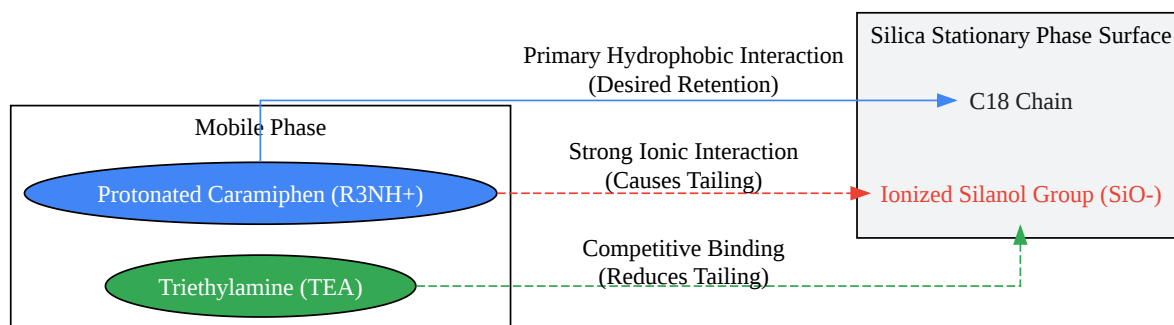 Silica Stationary Phase Surface
Primary Hydrophobic Interaction
(Desired Retention)
C18 Chain
Mobile Phase
Strong Ionic Interaction
(Causes Tailing)
Protonated Caramiphen (R3NH+)
Ionized Silanol Group (SiO-)
Competitive Binding
(Reduces Tailing)
Triethylamine (TEA)